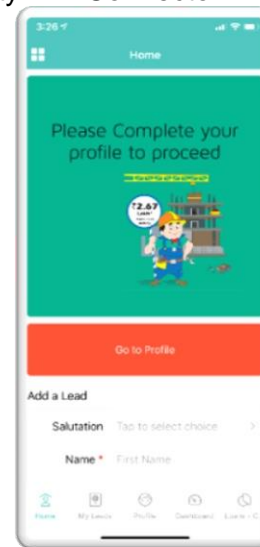 3:26
Home
Please Complete your
profile to proceed
₹2.67
Go to Profile
Add a Lead
Salutation Tap to select choice
Name * First Name
Home My Leads Profile Dashboard